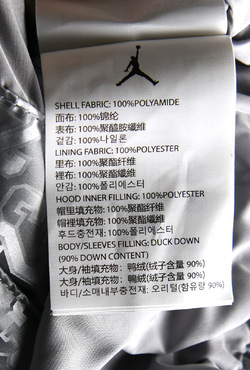 SHELL FABRIC: 100%POLYAMIDE
面布: 100%锦纶
表布: 100%聚醯胺纖維
겉감: 100%나일론
LINING FABRIC: 100%POLYESTER
里布: 100%聚酯纤维
裡布: 100%聚酯纖維
안감: 100%폴리에스터
HOOD INNER FILLING: 100%POLYESTER
帽里填充物: 100%聚酯纤维
帽裡填充物: 100%聚酯纖維
후드충전재: 100%폴리에스터
BODY/SLEEVES FILLING: DUCK DOWN
(90% DOWN CONTENT)
大身/袖填充物: 鸭绒(绒子含量 90%)
大身/袖填充物: 鴨絨(絨子含量 90%)
바디/소매내부충전재: 오리털(함유량 90%)